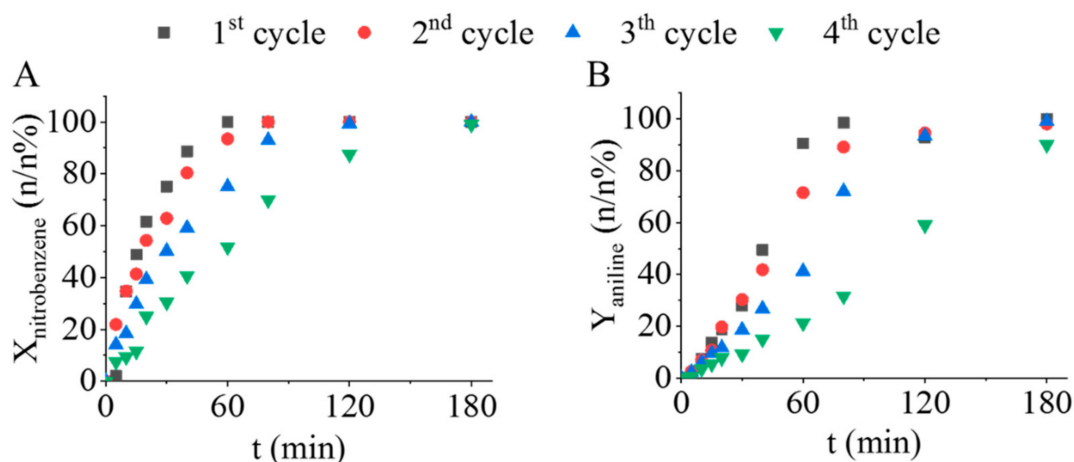 1st cycle 2nd cycle 3th cycle 4th cycle
A
Xnitrobenzene (n/n%)
100
80
60
40
20
0
0 60 120 180
t (min)
B
Yaniline (n/n%)
100
80
60
40
20
0
0 60 120 180
t (min)